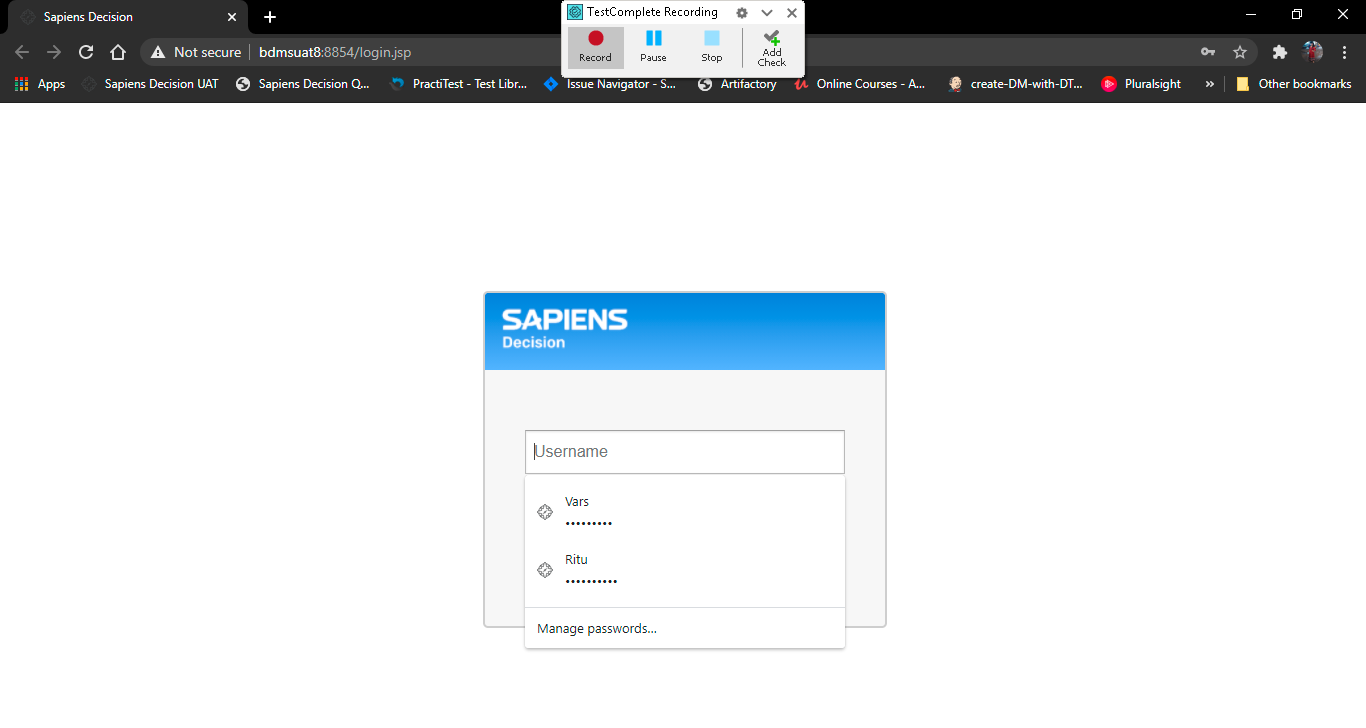 Sapiens Decision
TestComplete Recording
Record
Pause
Stop
Add Check
Not secure
bdmsuat8:8854/login.jsp
Apps
Sapiens Decision UAT
Sapiens Decision Q...
PractiTest - Test Libr...
Issue Navigator - S...
Artifactory
Online Courses - A...
create-DM-with-DT...
Pluralsight
»
Other bookmarks
SAPIENS
Decision
Username
Vars
•••••••••
Ritu
••••••••••
Manage passwords...